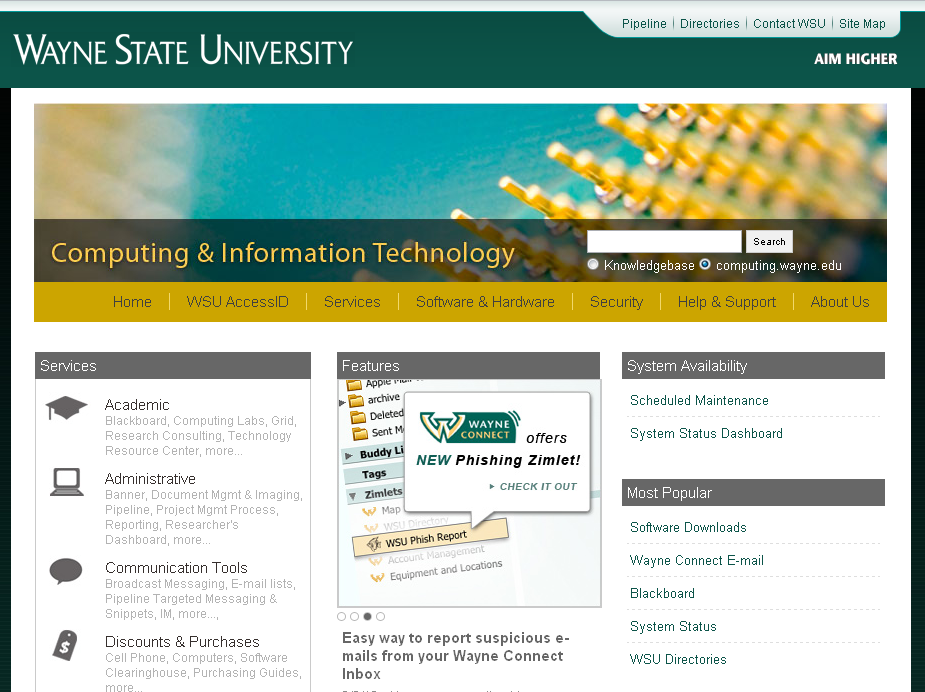 Pipeline Directories Contact WSU Site Map
WAYNE STATE UNIVERSITY
AIM HIGHER
Computing & Information Technology
Search
Knowledgebase computing.wayne.edu
Home WSU AccessID Services Software & Hardware Security Help & Support About Us
Services
Academic
Blackboard, Computing Labs, Grid,
Research Consulting, Technology
Resource Center, more...
Administrative
Banner, Document Mgmt & Imaging,
Pipeline, Project Mgmt Process,
Reporting, Researcher's
Dashboard, more...
Communication Tools
Broadcast Messaging, E-mail lists,
Pipeline Targeted Messaging &
Snippets, IM, more...,
Discounts & Purchases
Cell Phone, Computers, Software
Clearinghouse, Purchasing Guides,
more...
Features
Apple
archive
Deleted
Sent
Buddy
Tags
Zimlets
Map
WSU Directory
WSU Phish Report
Account Management
Equipment and Locations
WAYNE
CONNECT offers
NEW Phishing Zimlet!
CHECK IT OUT
Easy way to report suspicious e-
mails from your Wayne Connect
Inbox
System Availability
Scheduled Maintenance
System Status Dashboard
Most Popular
Software Downloads
Wayne Connect E-mail
Blackboard
System Status
WSU Directories